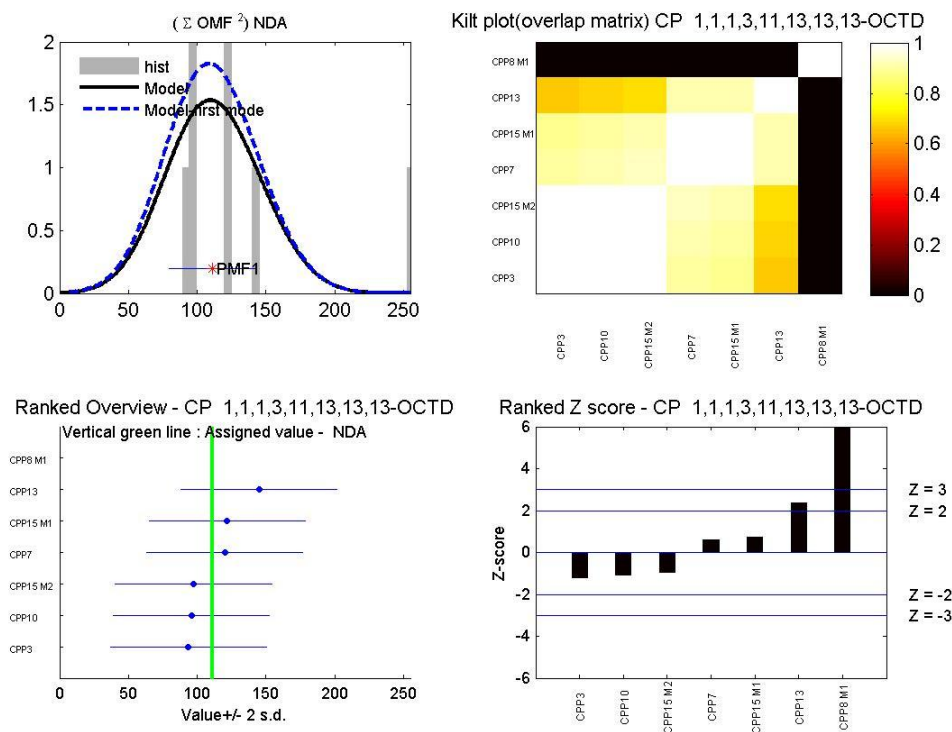 ( Σ OMF ²) NDA
2
1.5
1
0.5
0
0 50 100 150 200 250
hist
Model
Model-first mode
PMF1
Kilt plot(overlap matrix) CP 1,1,1,3,11,13,13,13-OCTD
CPP8 M1
CPP13
CPP15 M1
CPP7
CPP15 M2
CPP10
CPP3
CPP3 CPP10 CPP15 M2 CPP7 CPP15 M1 CPP13 CPP8 M1
1
0.8
0.6
0.4
0.2
0
Ranked Overview - CP 1,1,1,3,11,13,13,13-OCTD
Vertical green line : Assigned value - NDA
CPP8 M1
CPP13
CPP15 M1
CPP7
CPP15 M2
CPP10
CPP3
0 50 100 150 200 250
Value+/- 2 s.d.
Ranked Z score - CP 1,1,1,3,11,13,13,13-OCTD
Z-score
6
4
2
0
-2
-4
-6
Z = 3
Z = 2
Z = -2
Z = -3
CPP3 CPP10 CPP15 M2 CPP7 CPP15 M1 CPP13 CPP8 M1